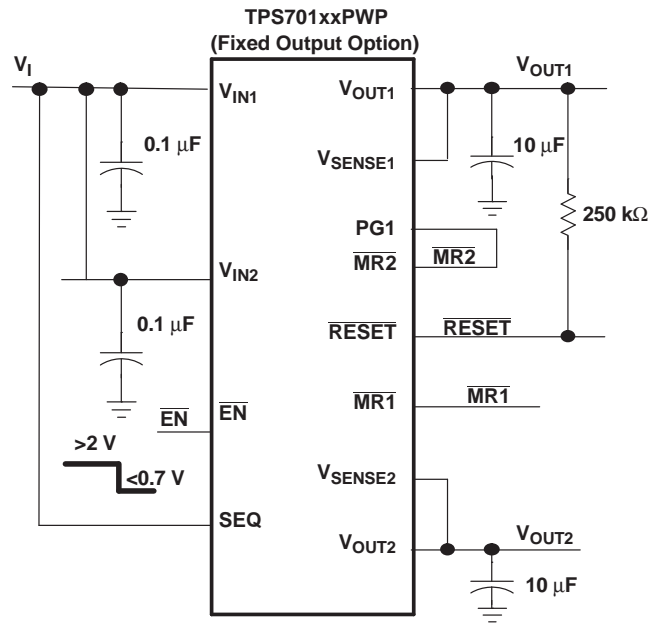 TPS701xxPWP
(Fixed Output Option)
VI
VIN1
VOUT1
VOUT1
0.1 µF
10 µF
VSENSE1
250 kΩ
PG1
MR2
MR2
VIN2
0.1 µF
RESET
RESET
EN
EN
MR1
MR1
>2 V
<0.7 V
VSENSE2
SEQ
VOUT2
VOUT2
10 µF